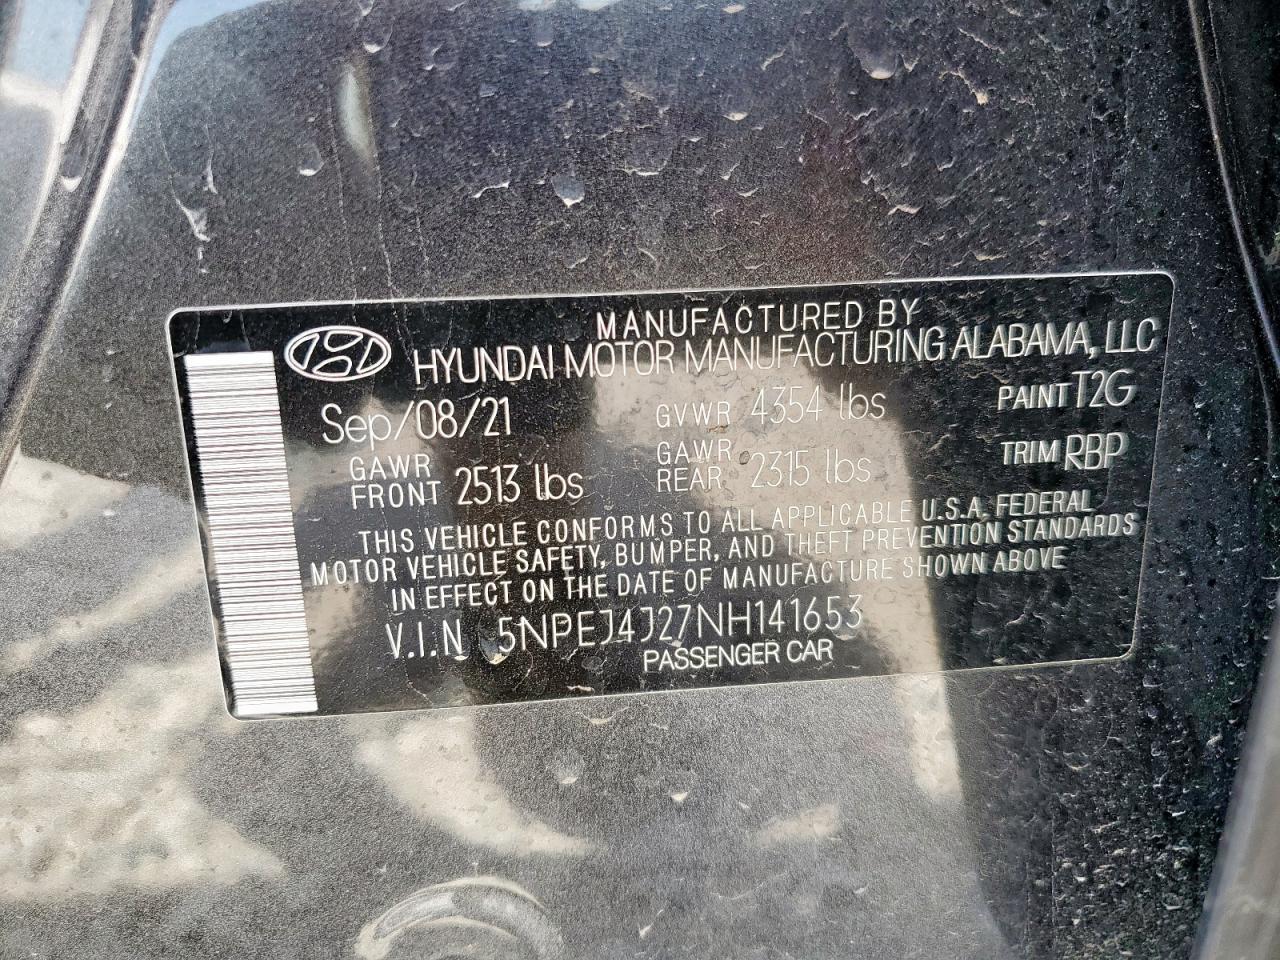 MANUFACTURED BY
HYUNDAI MOTOR MANUFACTURING ALABAMA, LLC
Sep/08/21 GVWR 4354 lbs PAINT T2G
GAWR FRONT 2513 lbs GAWR REAR 2315 lbs TRIM RBP
THIS VEHICLE CONFORMS TO ALL APPLICABLE U.S.A. FEDERAL
MOTOR VEHICLE SAFETY, BUMPER, AND THEFT PREVENTION STANDARDS
IN EFFECT ON THE DATE OF MANUFACTURE SHOWN ABOVE
V.I.N 5NPEJ4J27NH141653
PASSENGER CAR